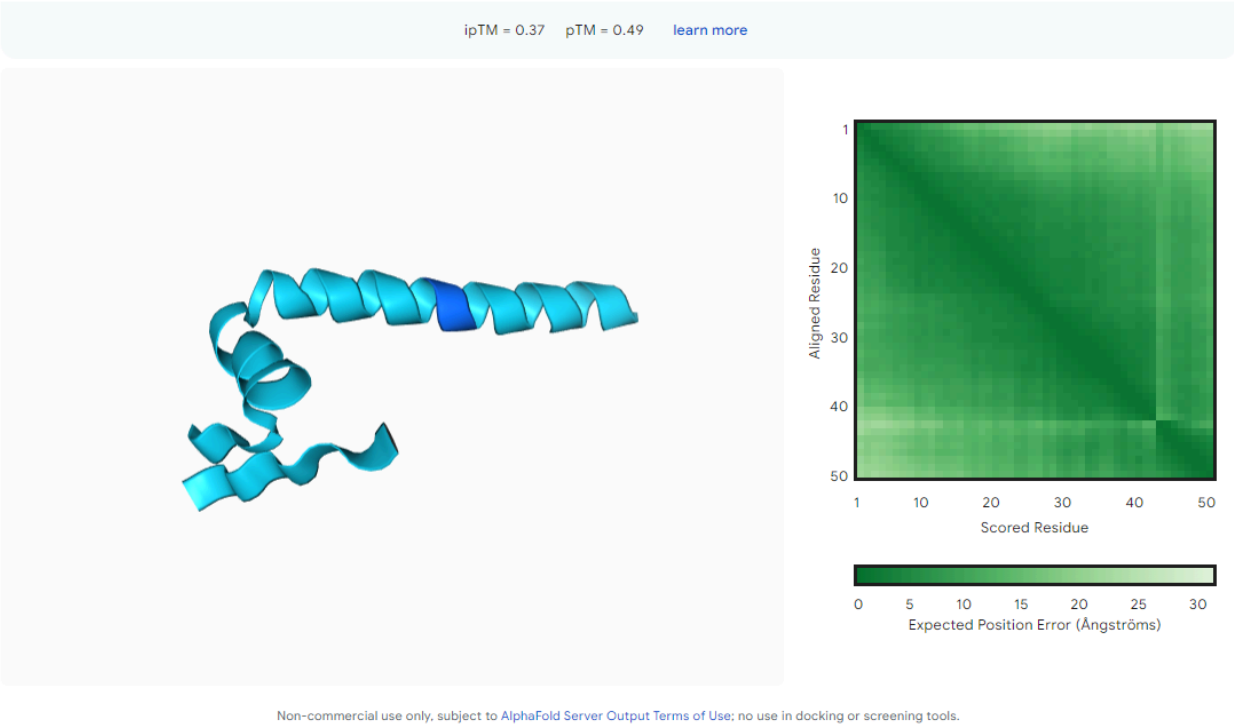 ipTM = 0.37 pTM = 0.49 learn more
1
10
20
30
40
50
Aligned Residue
1 10 20 30 40 50
Scored Residue
0 5 10 15 20 25 30
Expected Position Error (Ångströms)
Non-commercial use only, subject to AlphaFold Server Output Terms of Use; no use in docking or screening tools.